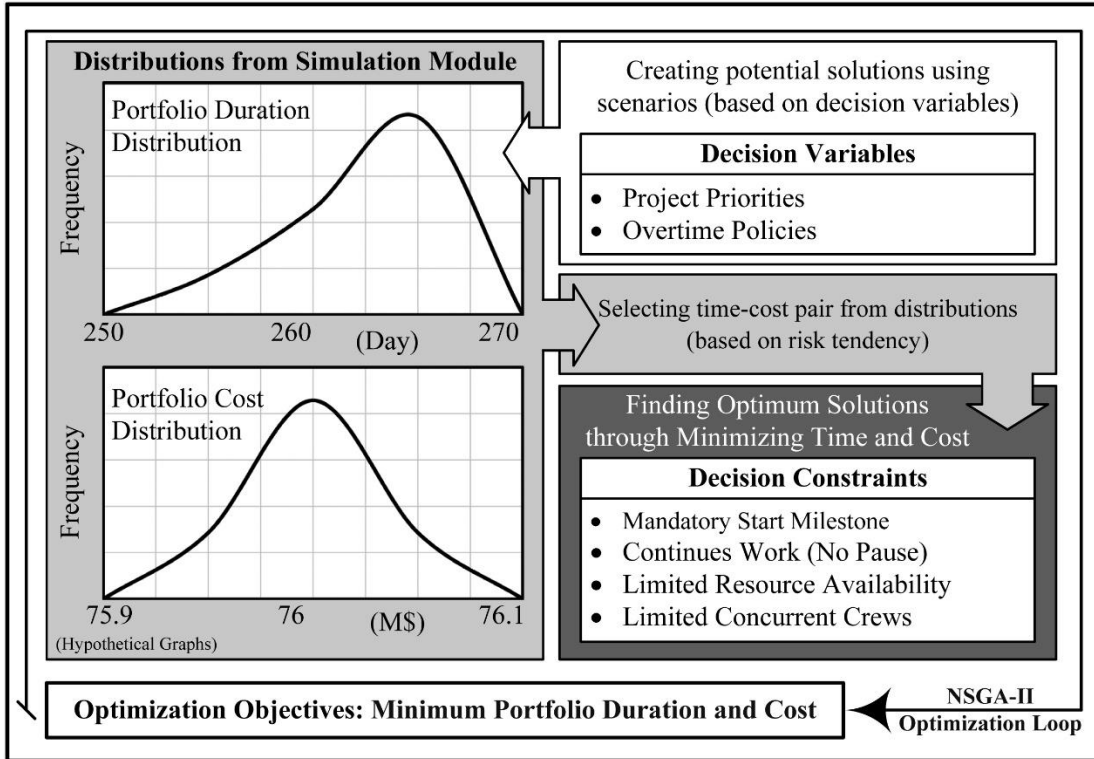 Distributions from Simulation Module
Portfolio Duration
Distribution
Frequency
250
260
270
(Day)
Portfolio Cost
Distribution
Frequency
75.9
76
76.1
(M$)
(Hypothetical Graphs)
Creating potential solutions using
scenarios (based on decision variables)
Decision Variables
• Project Priorities
• Overtime Policies
Selecting time-cost pair from distributions
(based on risk tendency)
Finding Optimum Solutions
through Minimizing Time and Cost
Decision Constraints
• Mandatory Start Milestone
• Continues Work (No Pause)
• Limited Resource Availability
• Limited Concurrent Crews
Optimization Objectives: Minimum Portfolio Duration and Cost
NSGA-II
Optimization Loop